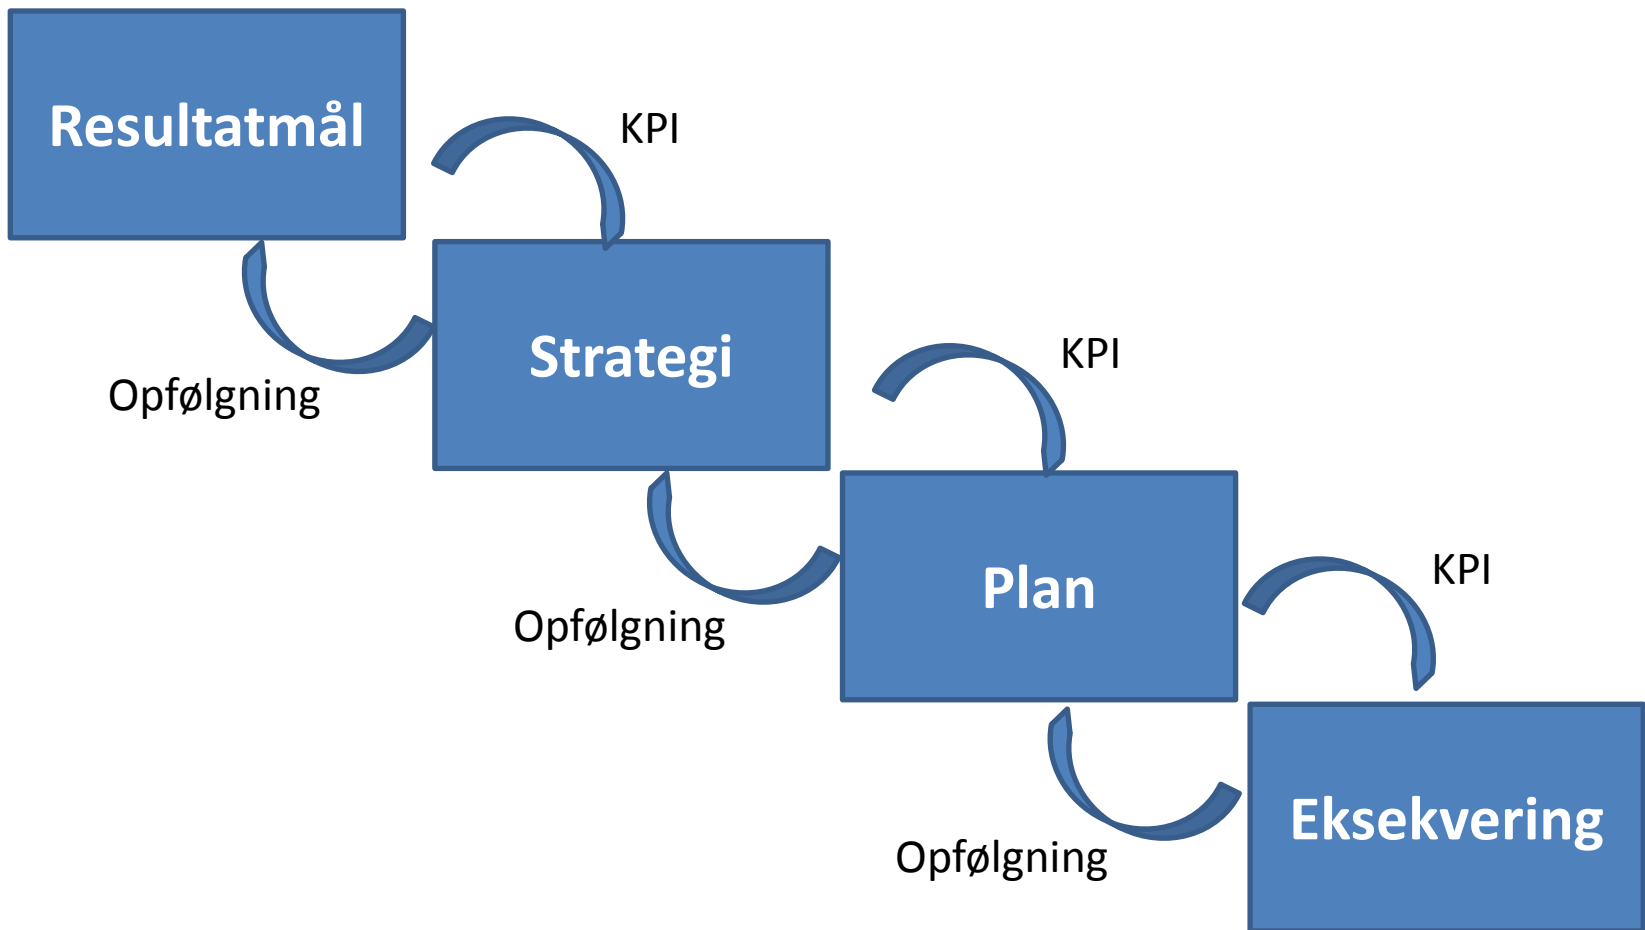 Resultatmål
KPI
Strategi
Opfølgning
KPI
Plan
Opfølgning
KPI
Eksekvering
Opfølgning